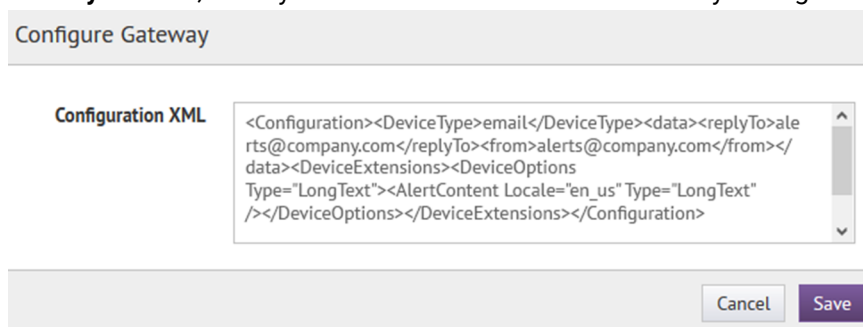 Configure Gateway
Configuration XML
<Configuration><DeviceType>email</DeviceType><data><replyTo>ale
rts@company.com</replyTo><from>alerts@company.com</from></
data><DeviceExtensions><DeviceOptions
Type="LongText"><AlertContent Locale="en_us" Type="LongText"
/></DeviceOptions></DeviceExtensions></Configuration>
Cancel Save